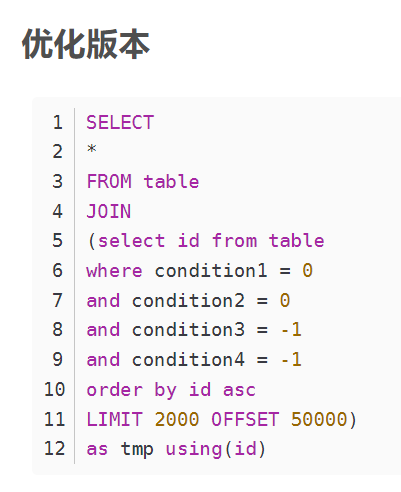 优化版本
1 SELECT
2 *
3 FROM table
4 JOIN
5 (select id from table
6 where condition1 = 0
7 and condition2 = 0
8 and condition3 = -1
9 and condition4 = -1
10 order by id asc
11 LIMIT 2000 OFFSET 50000)
12 as tmp using(id)